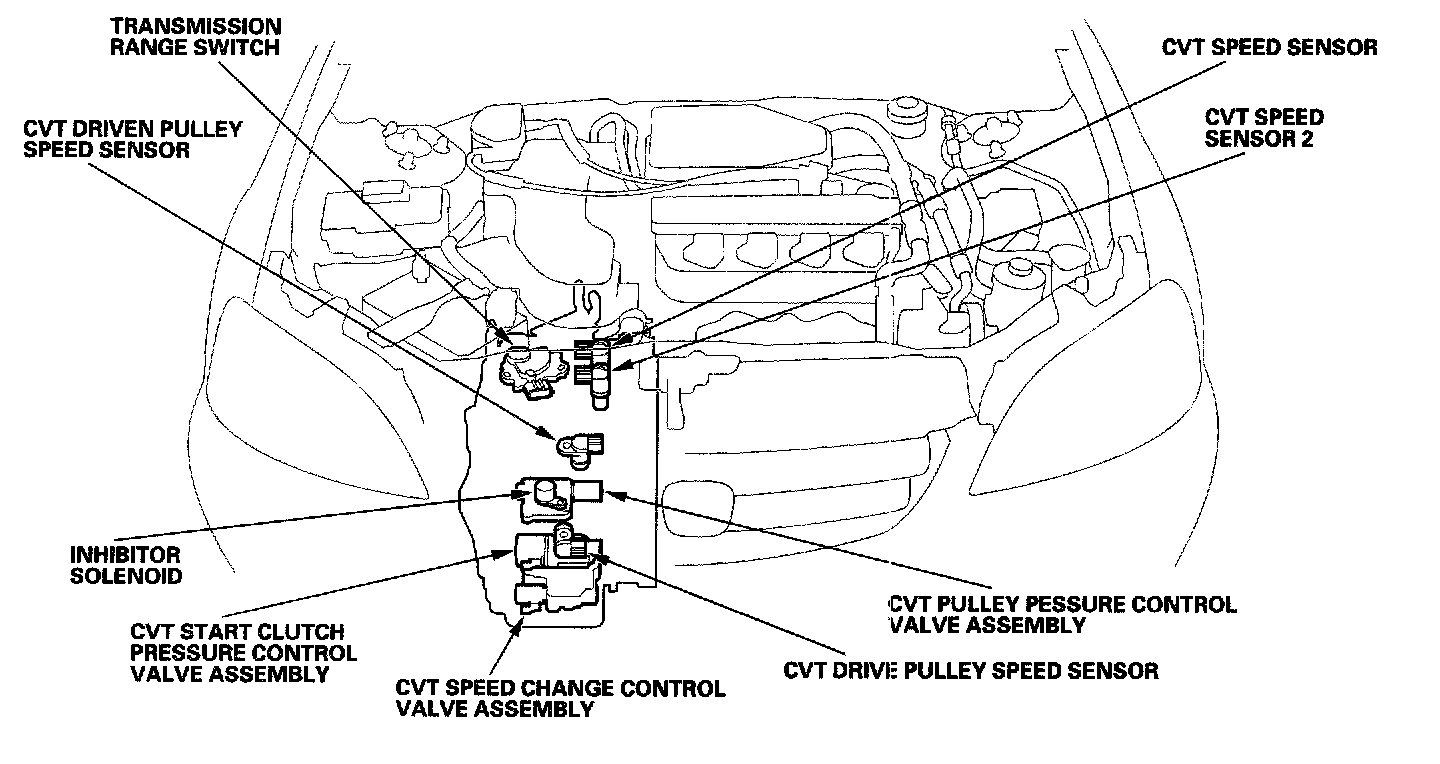 TRANSMISSION
RANGE SWITCH
CVT SPEED SENSOR
CVT DRIVEN PULLEY
SPEED SENSOR
CVT SPEED
SENSOR 2
INHIBITOR
SOLENOID
CVT PULLEY PESSURE CONTROL
VALVE ASSEMBLY
CVT START CLUTCH
PRESSURE CONTROL
VALVE ASSEMBLY
CVT DRIVE PULLEY SPEED SENSOR
CVT SPEED CHANGE CONTROL
VALVE ASSEMBLY